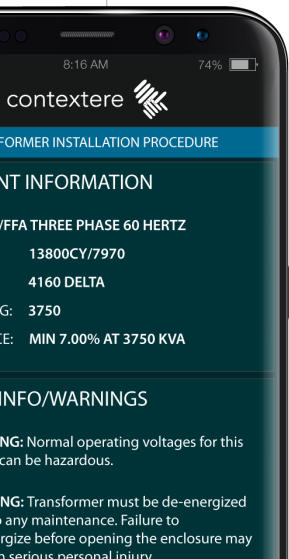 8:16 AM 74%
contextere
FORMER INSTALLATION PROCEDURE
NT INFORMATION
/FFA THREE PHASE 60 HERTZ
13800CY/7970
4160 DELTA
G: 3750
CE: MIN 7.00% AT 3750 KVA
INFO/WARNINGS
NG: Normal operating voltages for this
can be hazardous.
NG: Transformer must be de-energized
o any maintenance. Failure to
rgize before opening the enclosure may
n serious personal injury